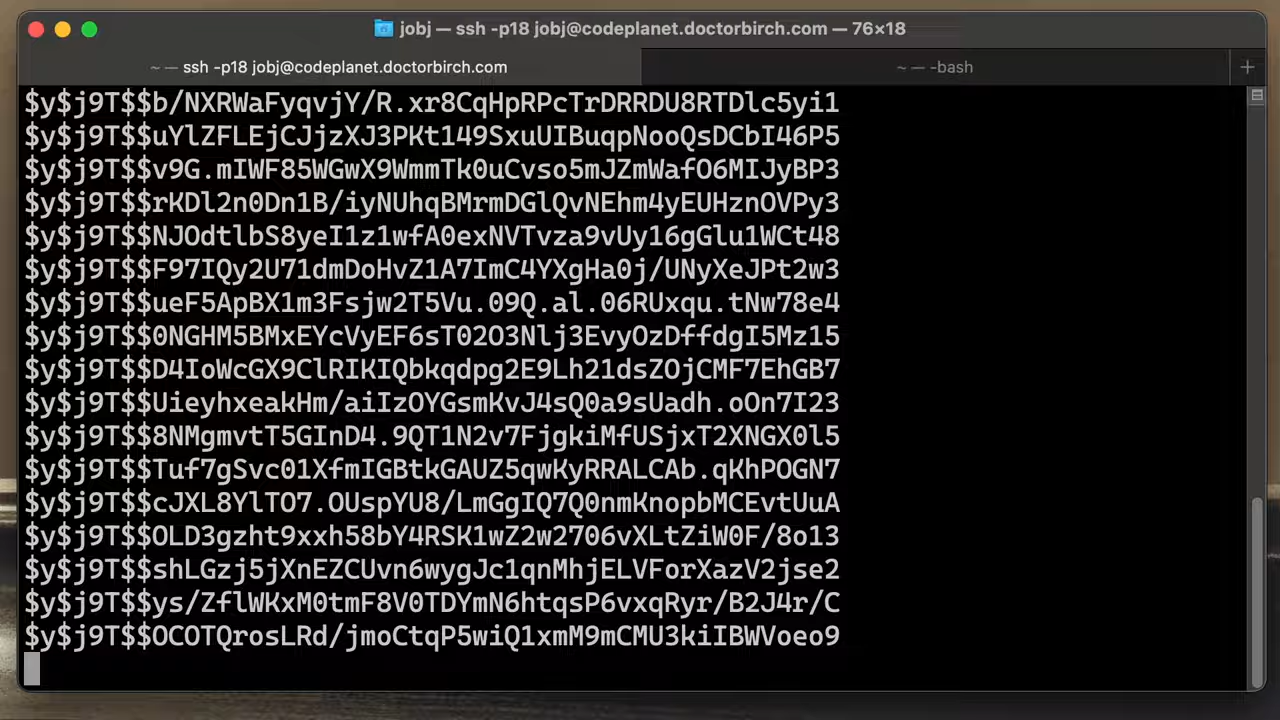 jobj — ssh -p18 jobj@codeplanet.doctorbirch.com — 76×18
~ — ssh -p18 jobj@codeplanet.doctorbirch.com
~ — -bash
+
$y$j9T$$b/NXRWaFyqvjY/R.xr8CqHpRPcTrDRRDU8RTDlc5yi1
$y$j9T$$uYlZFLEjCJjzXJ3PKt149SxuUIBuqpNooQsDCbI46P5
$y$j9T$$v9G.mIWF85WGwX9WmmTk0uCvso5mJZmWafO6MIJyBP3
$y$j9T$$rKDl2n0Dn1B/iyNUhqBMrmDGlQvNEhm4yEUHznOVPy3
$y$j9T$$NJOdtlbS8yeI1z1wfA0exNVTvza9vUy16gGlu1WCt48
$y$j9T$$F97IQy2U71dmDoHvZ1A7ImC4YXgHa0j/UNyXeJPt2w3
$y$j9T$$ueF5ApBX1m3Fsjw2T5Vu.09Q.al.06RUxqu.tNw78e4
$y$j9T$$0NGHM5BMxEYcVyEF6sT02O3Nlj3EvyOzDffdgI5Mz15
$y$j9T$$D4IoWcGX9ClRIKIQbkqdpg2E9Lh21dsZOjCMF7EhGB7
$y$j9T$$UieyhxeakHm/aiIzOYGsmKvJ4sQ0a9sUadh.oOn7I23
$y$j9T$$8NMgmvtT5GInD4.9QT1N2v7FjgkiMfUSjxT2XNGX0l5
$y$j9T$$Tuf7gSvc01XfmIGBtkGAUZ5qwKyRRALCAb.qKhPOGN7
$y$j9T$$cJXL8YlTO7.OUspYU8/LmGgIQ7Q0nmKnopbMCEvtUuA
$y$j9T$$OLD3gzht9xxh58bY4RSK1wZ2w2706vXLtZiW0F/8o13
$y$j9T$$shLGzj5jXnEZCUvn6wygJc1qnMhjELVForXazV2jse2
$y$j9T$$ys/ZflWKxM0tmF8V0TDYmN6htqsP6vxqRyr/B2J4r/C
$y$j9T$$OCOTQrosLRd/jmoCtqP5wiQ1xmM9mCMU3kiIBWVoeo9